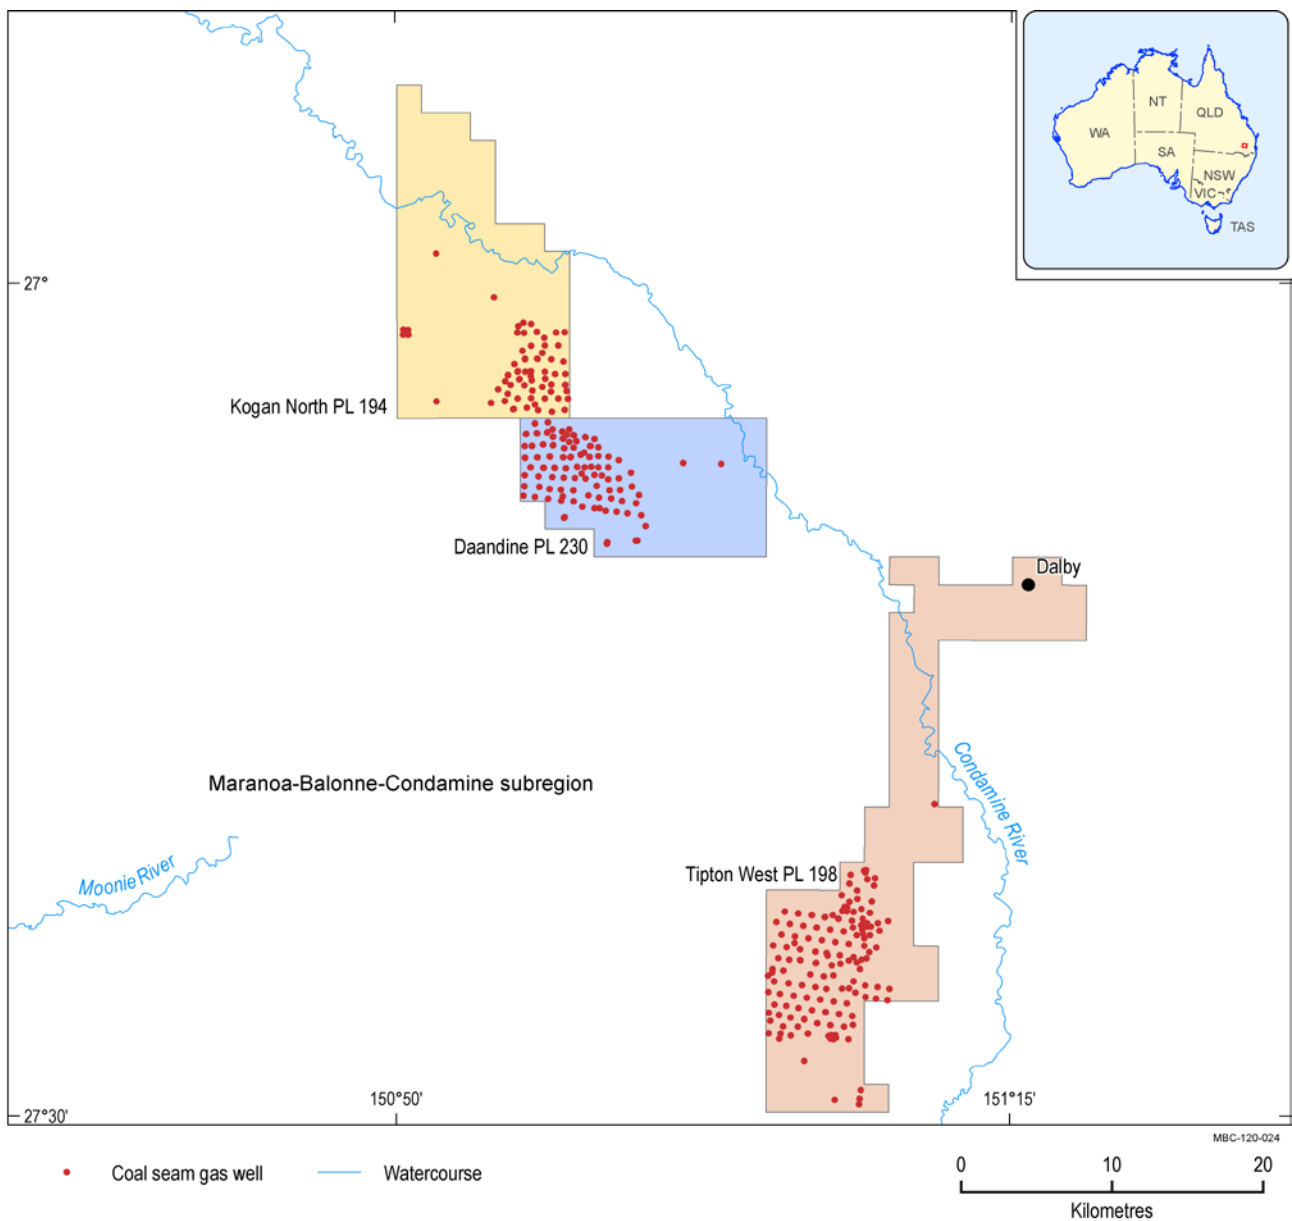 NT
QLD
WA
SA
NSW
VIC
TAS
27°
Kogan North PL 194
Daandine PL 230
Dalby
Maranoa-Balonne-Condamine subregion
Condamine River
Moonie River
Tipton West PL 198
150°50'
151°15'
27°30'
MBC-120-024
Coal seam gas well
Watercourse
0 10 20
Kilometres